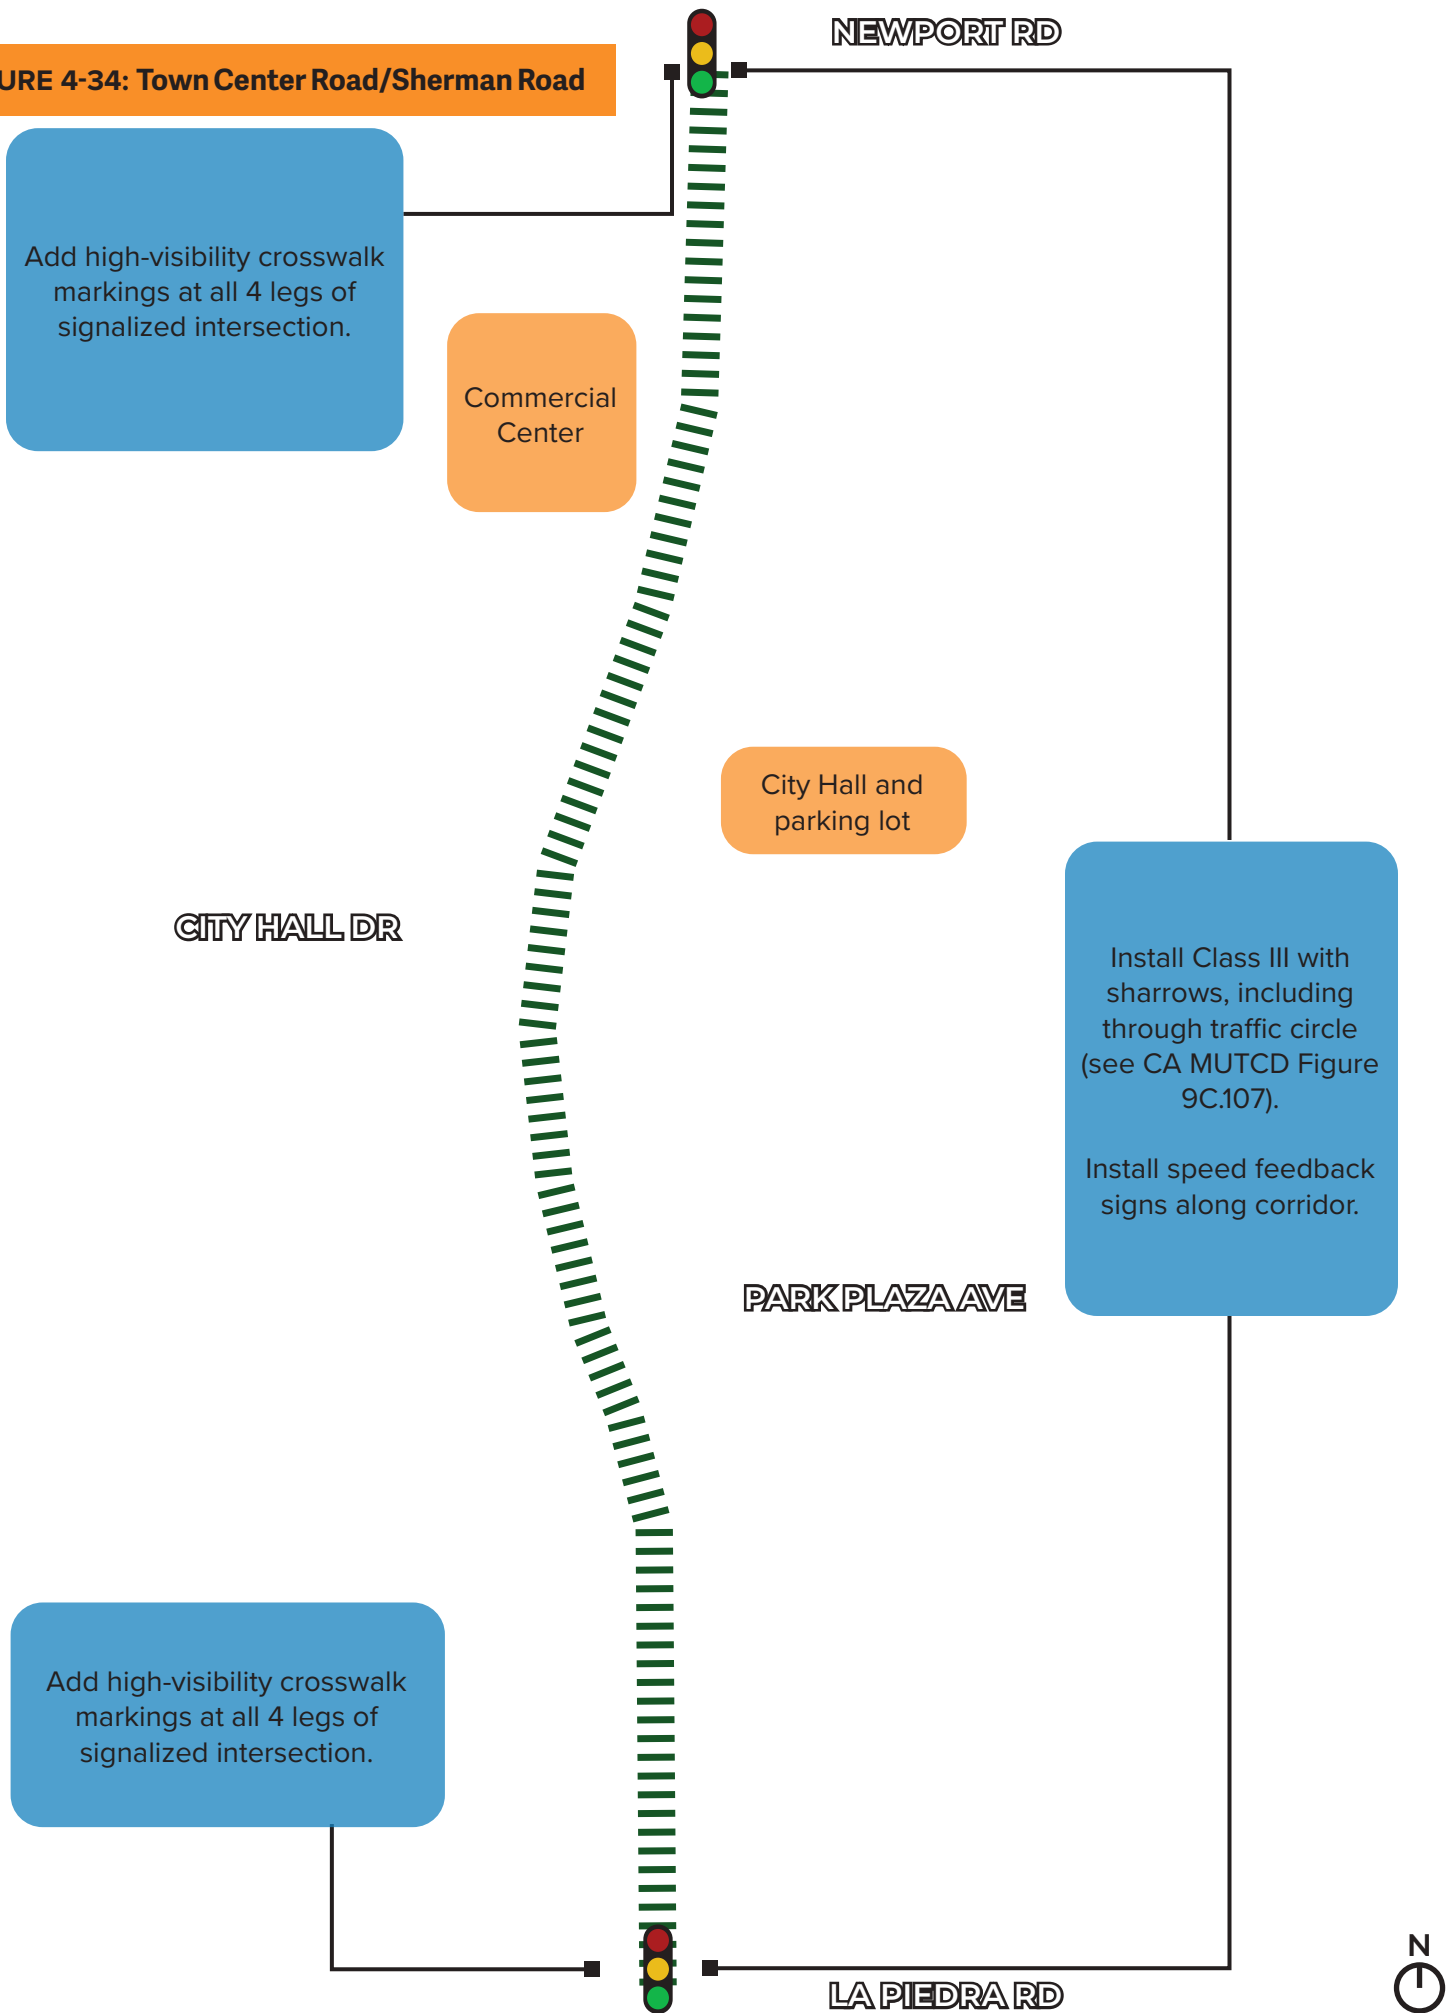 NEWPORT RD
URE 4-34: Town Center Road/Sherman Road
Add high-visibility crosswalk
markings at all 4 legs of
signalized intersection.
Commercial
Center
City Hall and
parking lot
CITY HALL DR
Install Class III with
sharrows, including
through traffic circle
(see CA MUTCD Figure
9C.107).
Install speed feedback
signs along corridor.
PARK PLAZA AVE
Add high-visibility crosswalk
markings at all 4 legs of
signalized intersection.
N
LA PIEDRA RD